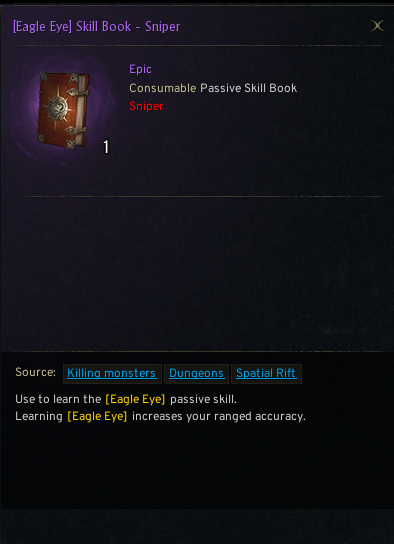 [Eagle Eye] Skill Book - Sniper
Epic
Consumable Passive Skill Book
Sniper
1
Source: Killing monsters Dungeons Spatial Rift
Use to learn the [Eagle Eye] passive skill.
Learning [Eagle Eye] increases your ranged accuracy.